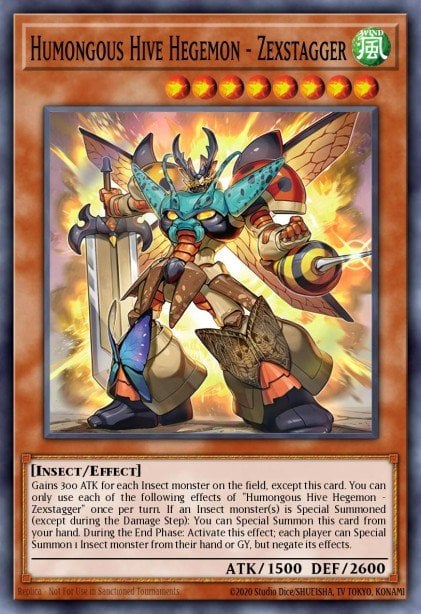 Humongous Hive Hegemon - Zexstagger
WIND
風
[Insect/Effect]
Gains 300 ATK for each Insect monster on the field, except this card. You can
only use each of the following effects of "Humongous Hive Hegemon -
Zexstagger" once per turn. If an Insect monster(s) is Special Summoned
(except during the Damage Step): You can Special Summon this card from
your hand. During the End Phase: Activate this effect; each player can Special
Summon 1 Insect monster from their hand or GY, but negate its effects.
ATK/1500 DEF/2600
Replica - Not For Use in Sanctioned Tournaments
©2020 Studio Dice/SHUEISHA, TV TOKYO, KONAMI